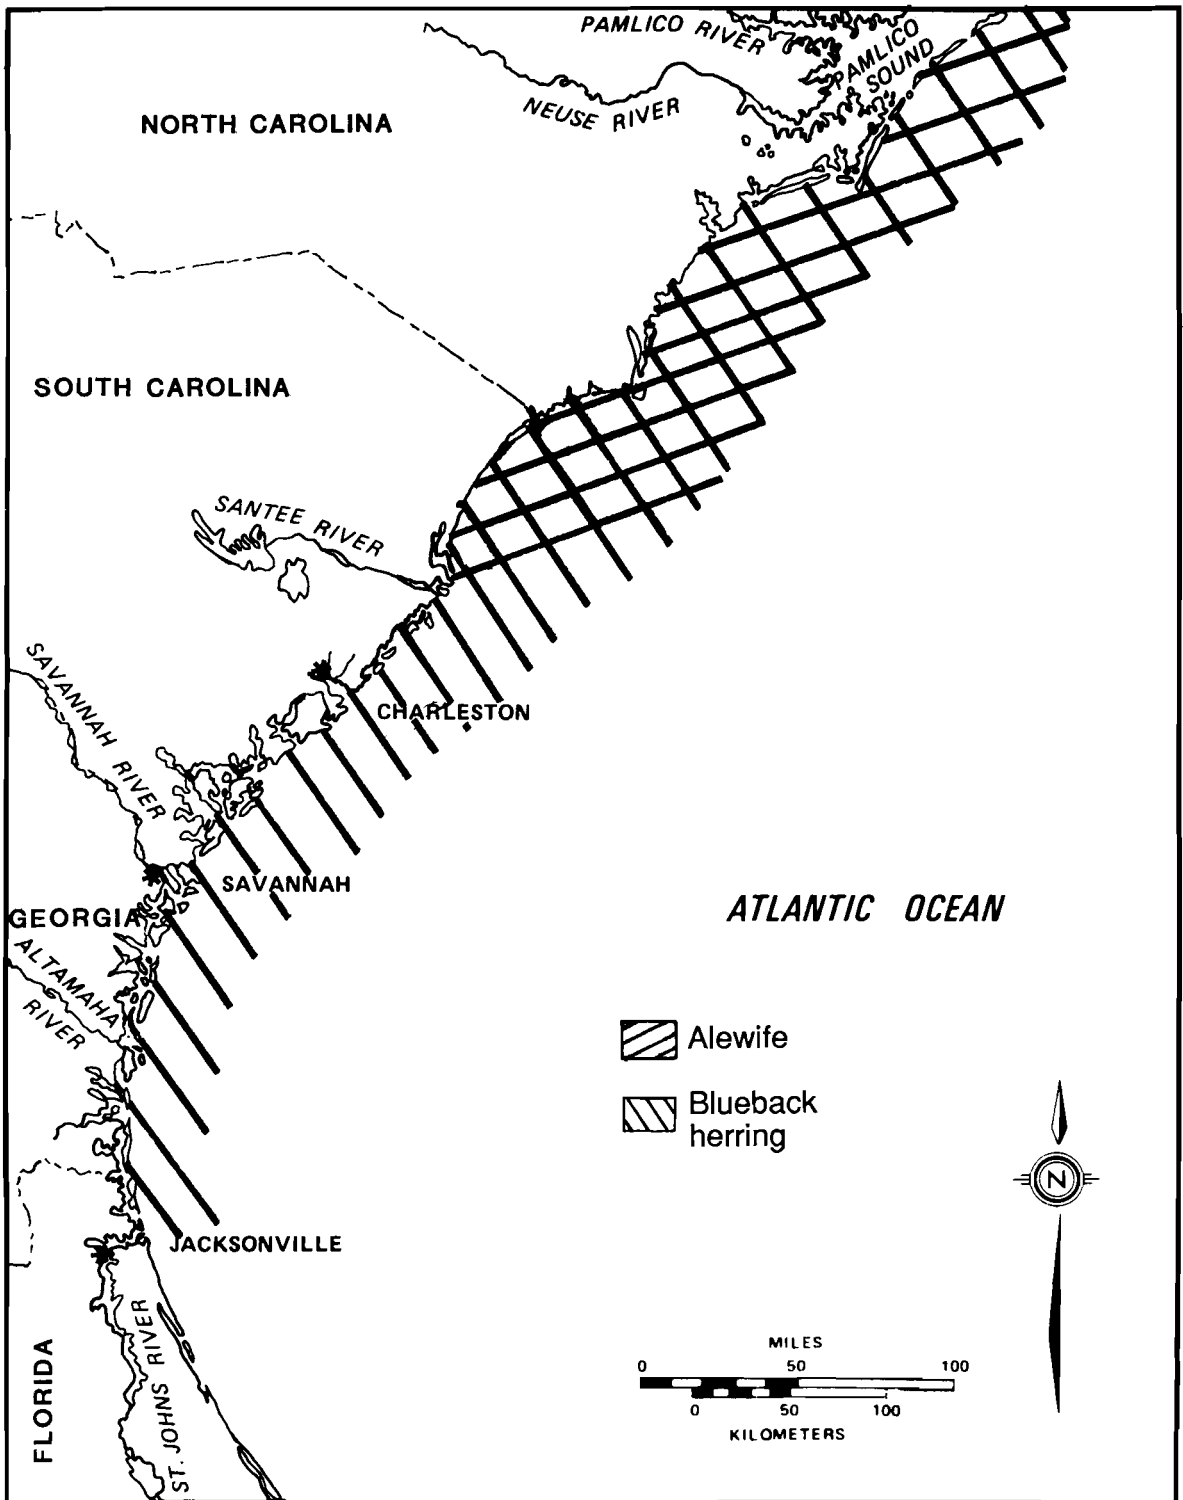 PAMLICO RIVER
PAMLICO
SOUND
NEUSE RIVER
NORTH CAROLINA
SOUTH CAROLINA
SANTEE RIVER
SAVANNAH RIVER
CHARLESTON
SAVANNAH
GEORGIA
ATLANTIC OCEAN
ALTAMAHA
RIVER
Alewife
Blueback
herring
N
JACKSONVILLE
FLORIDA
ST. JOHNS RIVER
MILES
0 50 100
0 50 100
KILOMETERS